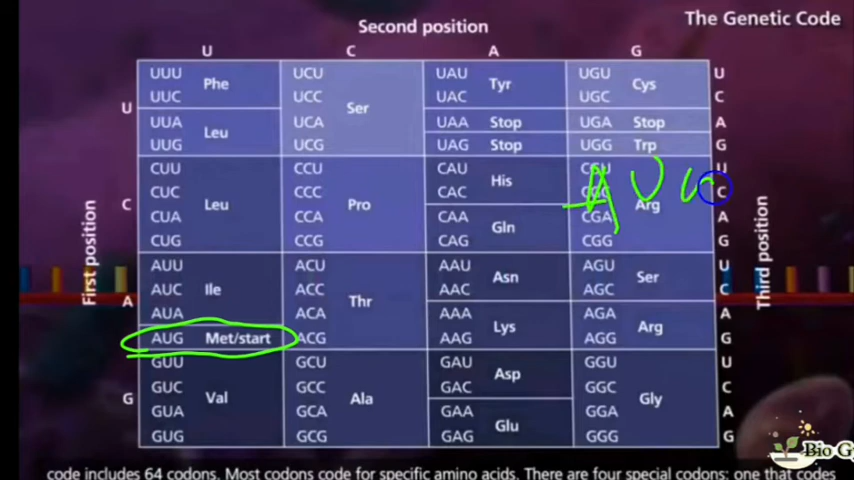 The Genetic Code
Second position
U C A G
UUU Phe UCU Ser UAU Tyr UGU Cys U
UUC UCC UAC UGC C
U
UUA Leu UCA UAA Stop UGA Stop A
UUG UCG UAG Stop UGG Trp G
CUU Leu CCU Pro CAU His CGU Arg U
CUC CCC CAC CGC C
C
CUA CCA CAA Gln CGA A
CUG CCG CAG CGG G
AUU Ile ACU Thr AAU Asn AGU Ser U
AUC ACC AAC AGC C
A
AUA ACA AAA Lys AGA Arg A
AUG Met/start ACG AAG AGG G
GUU Val GCU Ala GAU Asp GGU Gly U
GUC GCC GAC GGC C
G
GUA GCA GAA Glu GGA A
GUG GCG GAG GGG G
First position
Third position
AU
Bio G
code includes 64 codons. Most codons code for specific amino acids. There are four special codons: one that codes